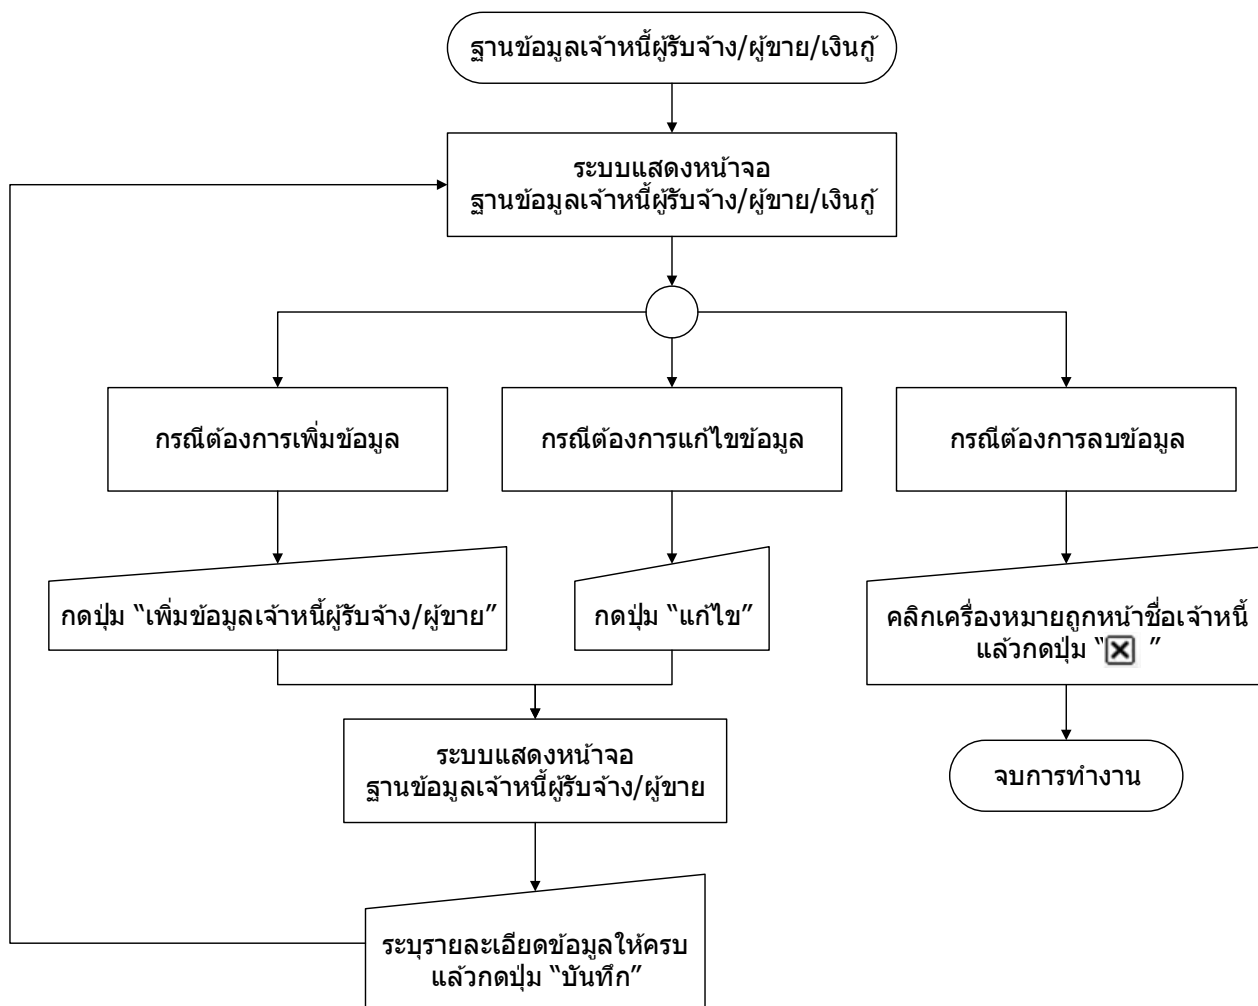 ฐานข้อมูลเจ้าหนี้ผู้รับจ้าง/ผู้ขาย/เงินกู้
ระบบแสดงหน้าจอ
ฐานข้อมูลเจ้าหนี้ผู้รับจ้าง/ผู้ขาย/เงินกู้
กรณีต้องการเพิ่มข้อมูล
กรณีต้องการแก้ไขข้อมูล
กรณีต้องการลบข้อมูล
กดปุ่ม “เพิ่มข้อมูลเจ้าหนี้ผู้รับจ้าง/ผู้ขาย”
กดปุ่ม “แก้ไข”
คลิกเครื่องหมายถูกหน้าชื่อเจ้าหนี้
แล้วกดปุ่ม “ ”
ระบบแสดงหน้าจอ
ฐานข้อมูลเจ้าหนี้ผู้รับจ้าง/ผู้ขาย
จบการทำงาน
ระบุรายละเอียดข้อมูลให้ครบ
แล้วกดปุ่ม “บันทึก”